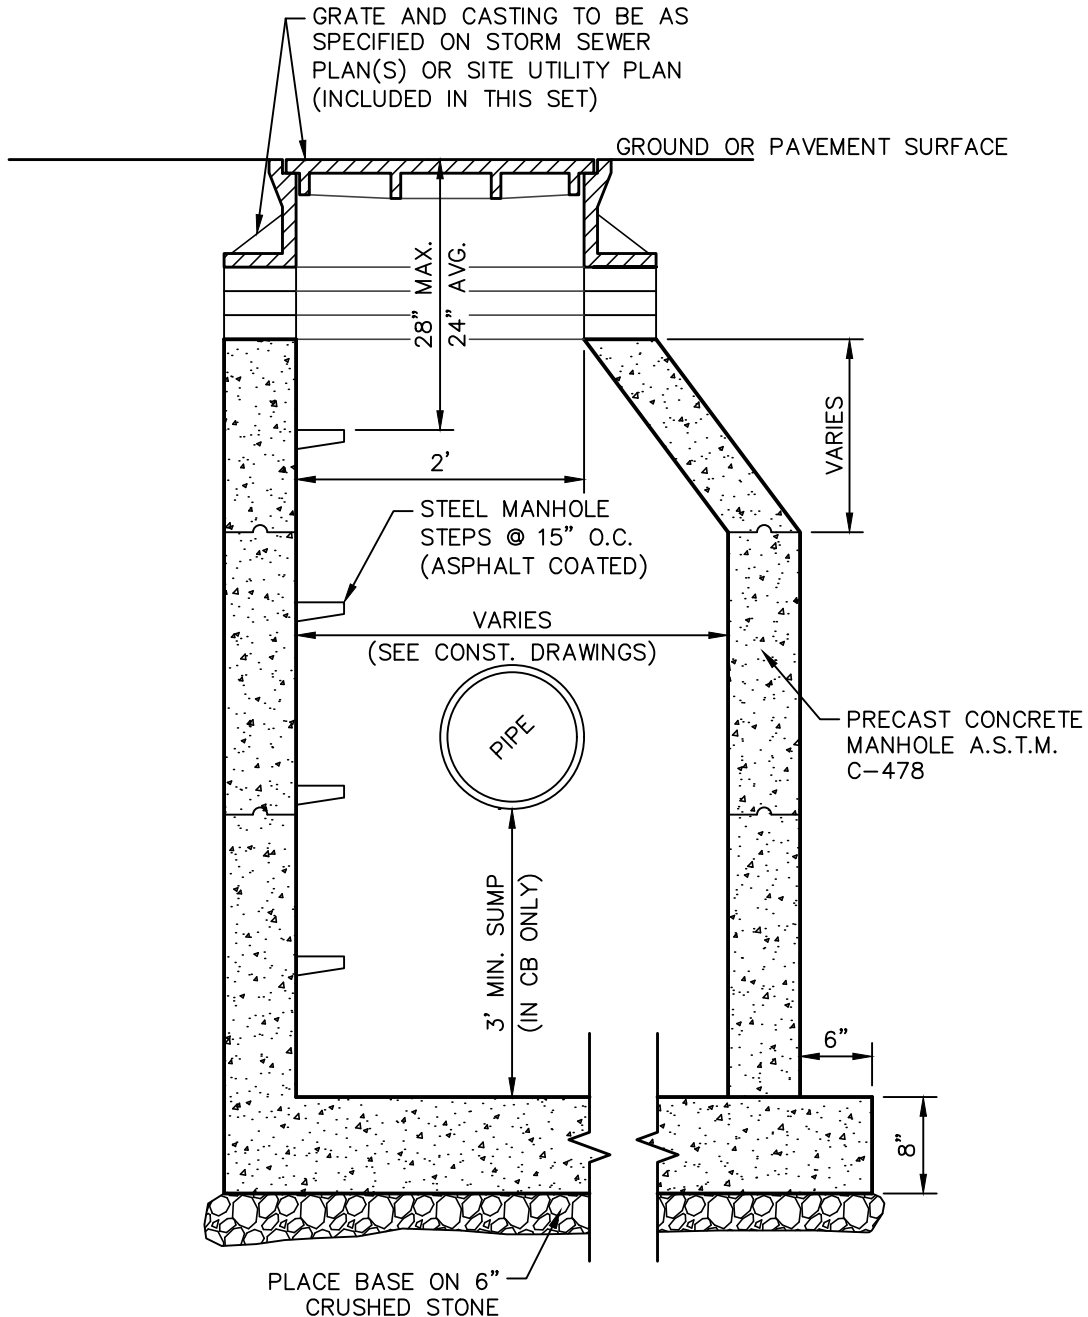 GRATE AND CASTING TO BE AS
SPECIFIED ON STORM SEWER
PLAN(S) OR SITE UTILITY PLAN
(INCLUDED IN THIS SET)
GROUND OR PAVEMENT SURFACE
28" MAX.
24" AVG.
VARIES
2'
STEEL MANHOLE
STEPS @ 15" O.C.
(ASPHALT COATED)
VARIES
(SEE CONST. DRAWINGS)
PIPE
PRECAST CONCRETE
MANHOLE A.S.T.M.
C-478
3' MIN. SUMP
(IN CB ONLY)
6"
8"
PLACE BASE ON 6"
CRUSHED STONE